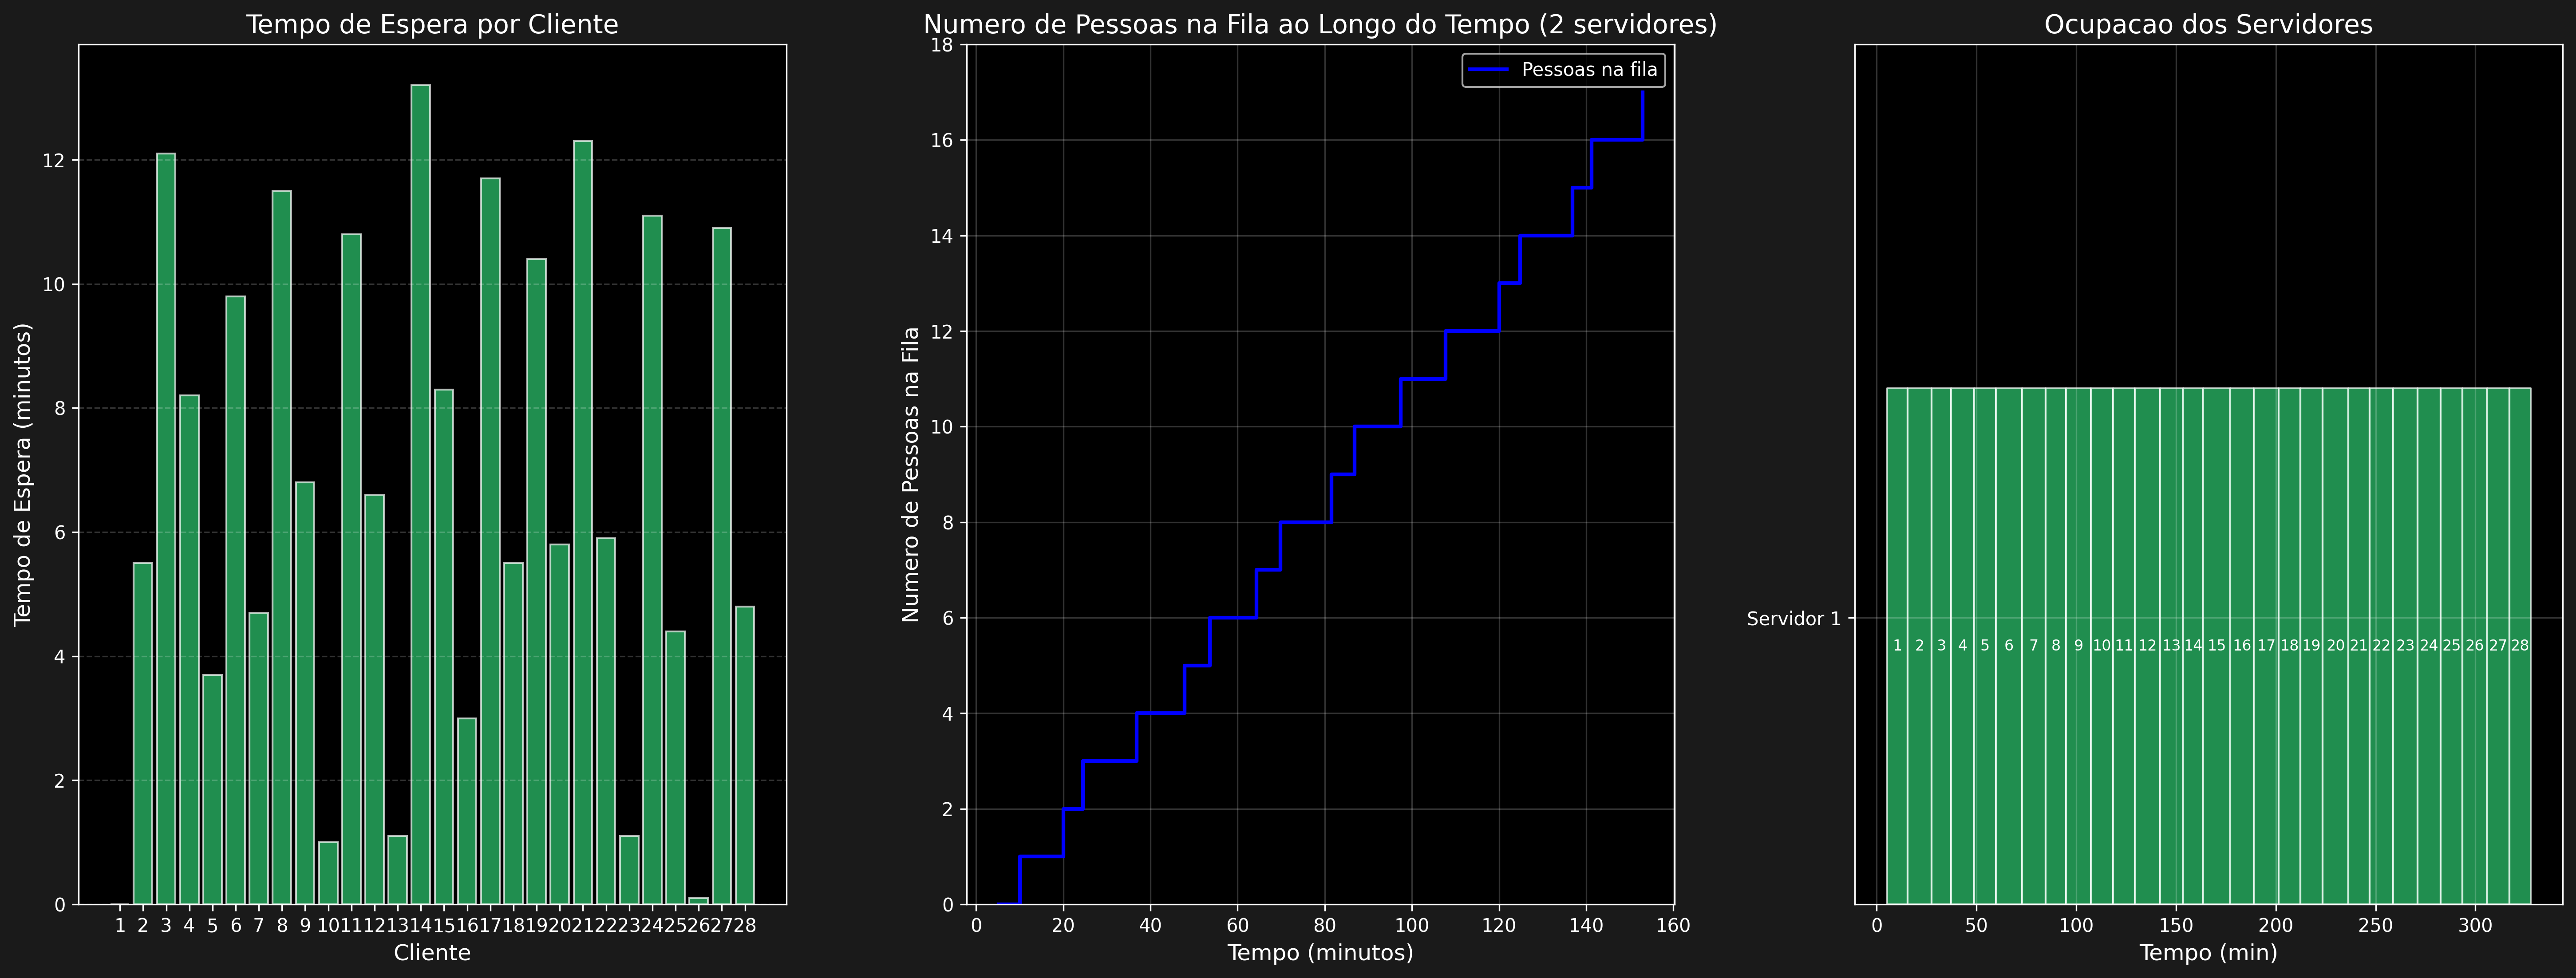 Tempo de Espera por Cliente
Tempo de Espera (minutos)
12
10
8
6
4
2
0
1 2 3 4 5 6 7 8 9 10 11 12 13 14 15 16 17 18 19 20 21 22 23 24 25 26 27 28
Cliente
Numero de Pessoas na Fila ao Longo do Tempo (2 servidores)
Pessoas na fila
Numero de Pessoas na Fila
18
16
14
12
10
8
6
4
2
0
0 20 40 60 80 100 120 140 160
Tempo (minutos)
Ocupacao dos Servidores
Servidor 1
1 2 3 4 5 6 7 8 9 10 11 12 13 14 15 16 17 18 19 20 21 22 23 24 25 26 27 28
0 50 100 150 200 250 300
Tempo (min)